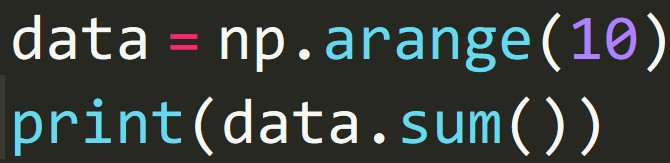 data = np.arange(10)
print(data.sum())